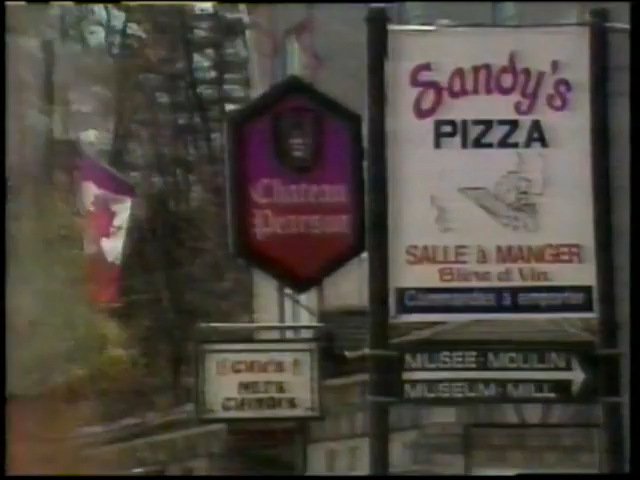 Sandy's
PIZZA
Chateau
Pearson
SALLE à MANGER
Bière et Vin
Commandes à emporter
MUSEE-MOULIN
MUSEUM-MILL